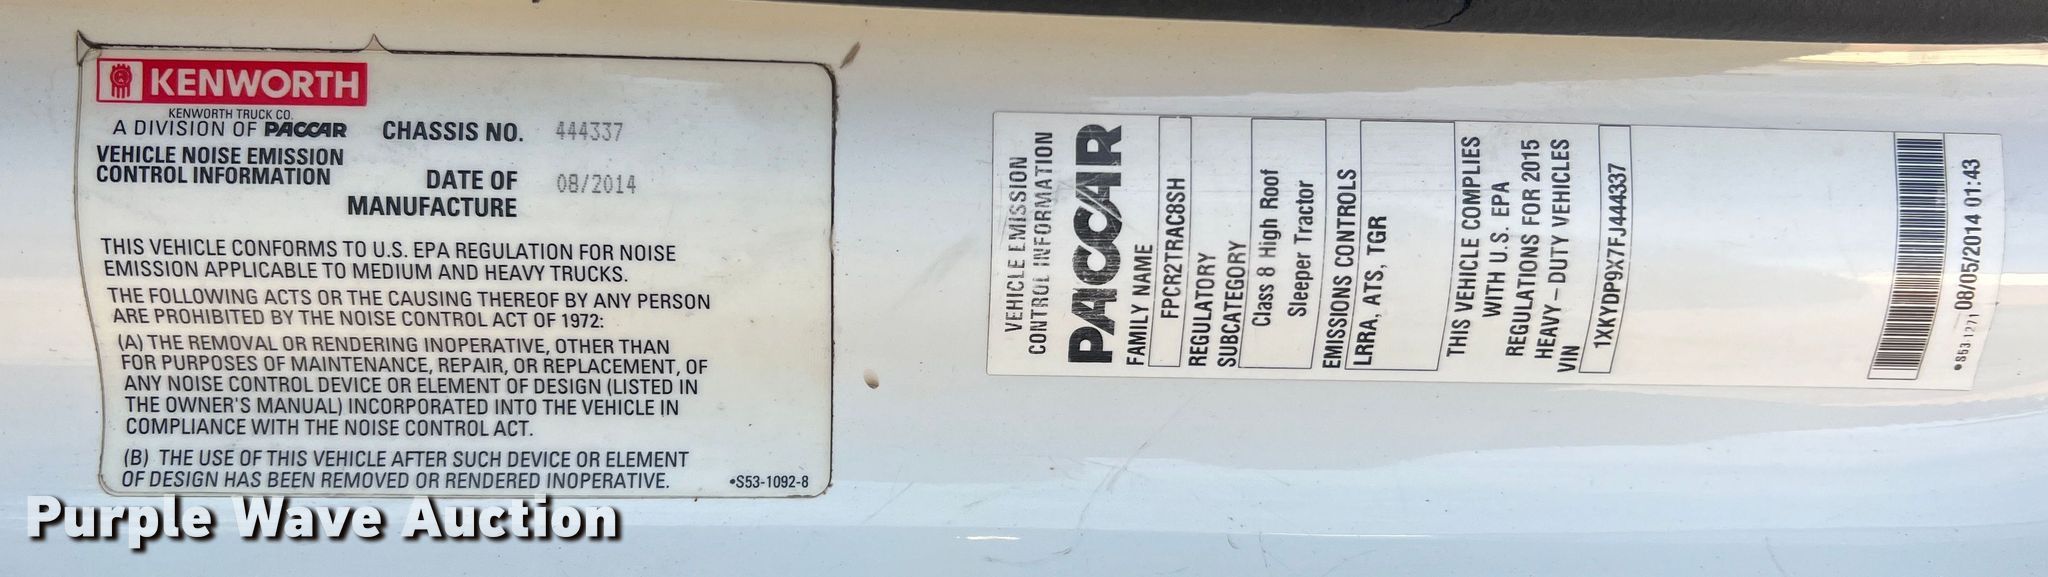 KENWORTH
KENWORTH TRUCK CO.
A DIVISION OF PACCAR
CHASSIS NO. 444337
VEHICLE NOISE EMISSION
CONTROL INFORMATION
DATE OF
MANUFACTURE
08/2014
THIS VEHICLE CONFORMS TO U.S. EPA REGULATION FOR NOISE
EMISSION APPLICABLE TO MEDIUM AND HEAVY TRUCKS.
THE FOLLOWING ACTS OR THE CAUSING THEREOF BY ANY PERSON
ARE PROHIBITED BY THE NOISE CONTROL ACT OF 1972:
(A) THE REMOVAL OR RENDERING INOPERATIVE, OTHER THAN
FOR PURPOSES OF MAINTENANCE, REPAIR, OR REPLACEMENT, OF
ANY NOISE CONTROL DEVICE OR ELEMENT OF DESIGN (LISTED IN
THE OWNER'S MANUAL) INCORPORATED INTO THE VEHICLE IN
COMPLIANCE WITH THE NOISE CONTROL ACT.
(B) THE USE OF THIS VEHICLE AFTER SUCH DEVICE OR ELEMENT
OF DESIGN HAS BEEN REMOVED OR RENDERED INOPERATIVE.
•S53-1092-8
VEHICLE EMISSION
CONTROL INFORMATION
PACCAR
FAMILY NAME
FPCR2TRAC8SH
REGULATORY
SUBCATEGORY
Class 8 High Roof
Sleeper Tractor
EMISSIONS CONTROLS
LRRA, ATS, TGR
THIS VEHICLE COMPLIES
WITH U.S. EPA
REGULATIONS FOR 2015
HEAVY-DUTY VEHICLES
VIN
1XKYDP9X7FJ444337
•S53-1271 08/05/2014 01:43
Purple Wave Auction